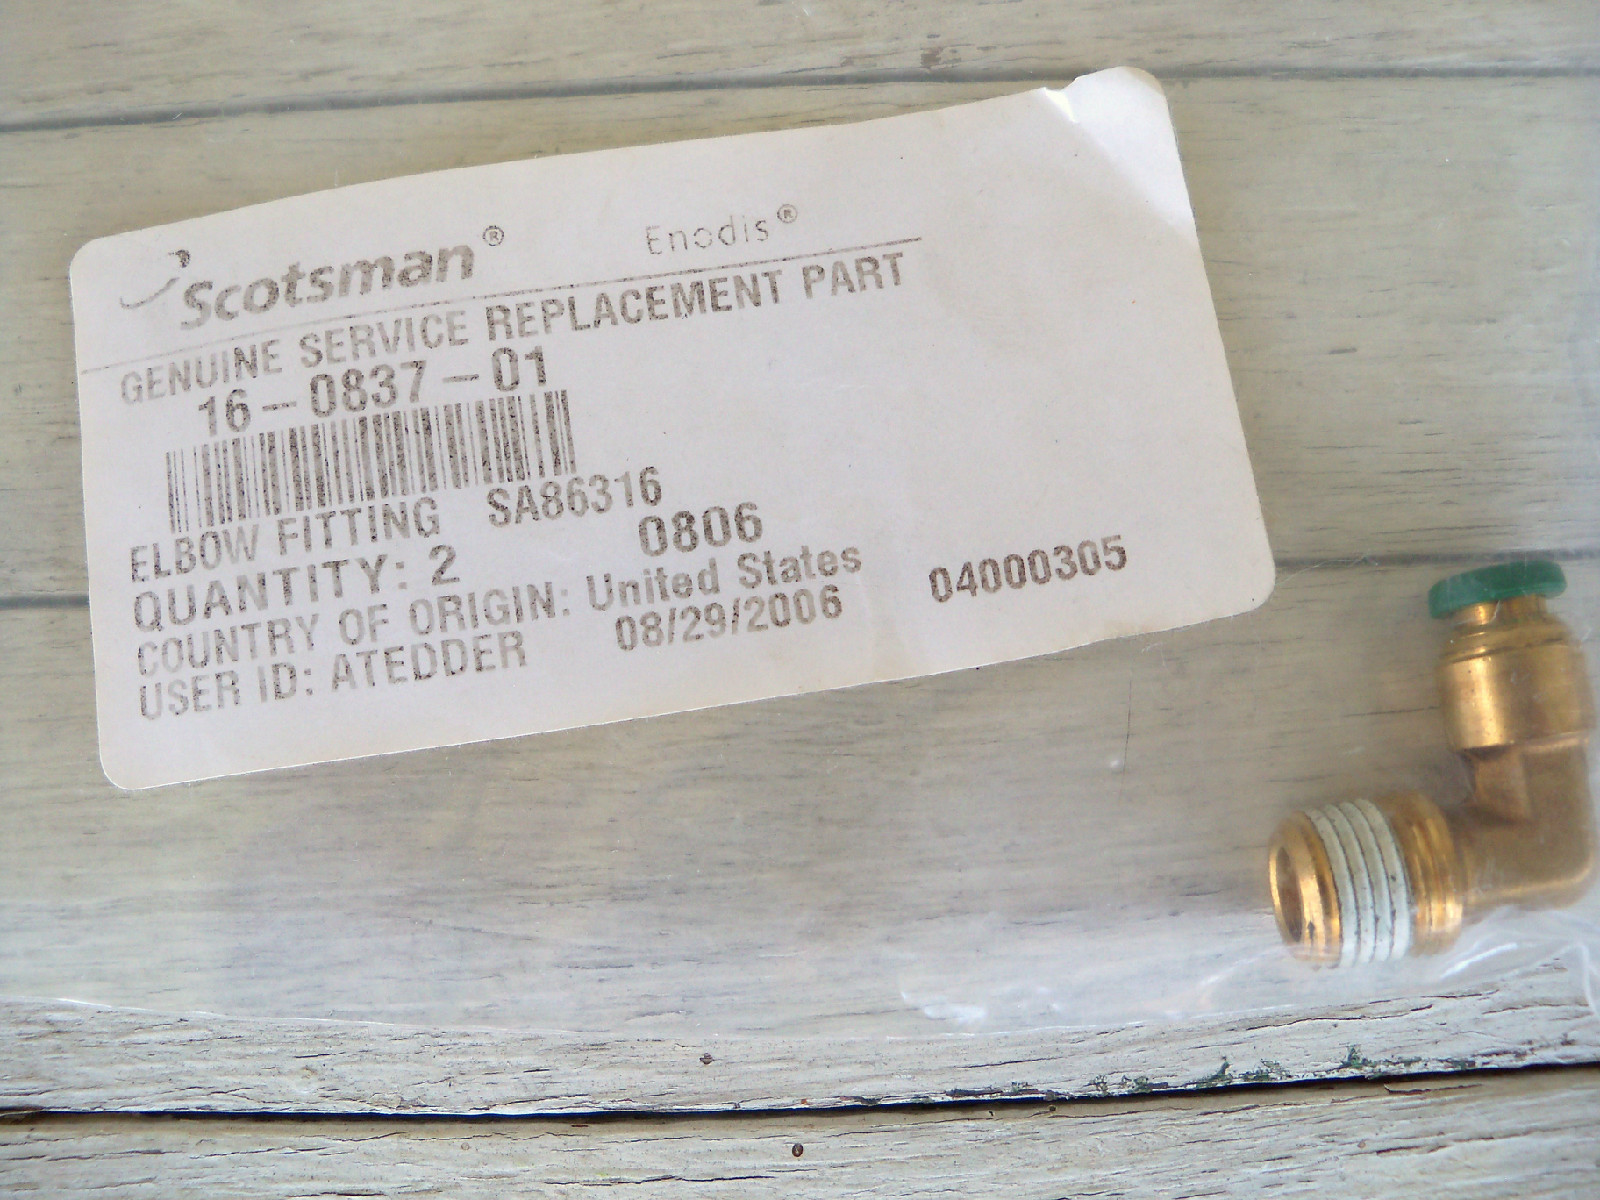 Scotsman® Enodis®
GENUINE SERVICE REPLACEMENT PART
16-0837-01
ELBOW FITTING SA86316
QUANTITY: 2 0806
COUNTRY OF ORIGIN: United States
USER ID: ATEDDER 08/29/2006 04000305